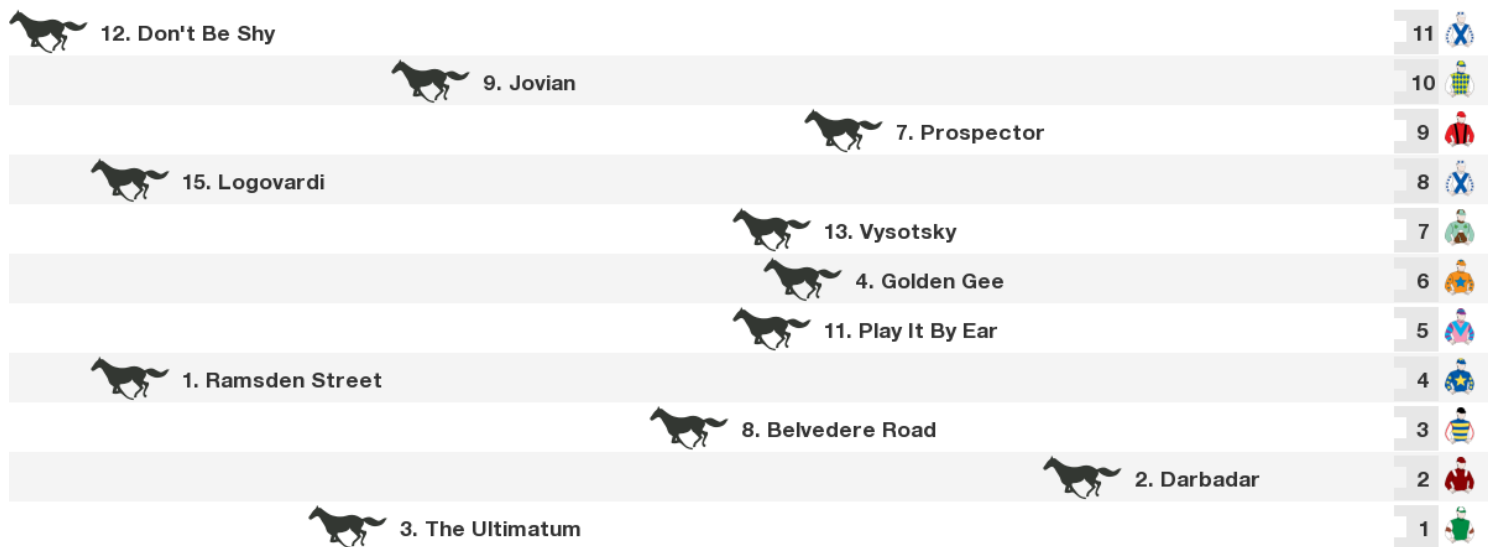 12. Don't Be Shy 11
9. Jovian 10
7. Prospector 9
15. Logovardi 8
13. Vysotsky 7
4. Golden Gee 6
11. Play It By Ear 5
1. Ramsden Street 4
8. Belvedere Road 3
2. Darbadar 2
3. The Ultimatum 1